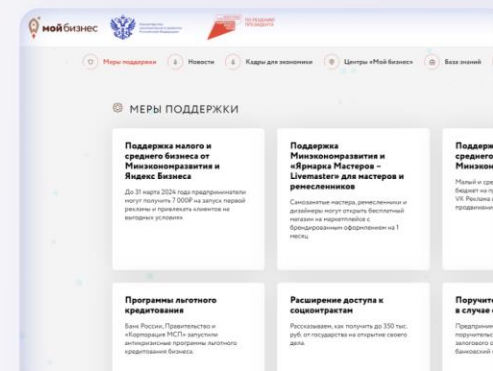 мой бизнес
ПО РЕШЕНИЮ
ПРЕЗИДЕНТА
Меры поддержки
Новости
Кадры для экономики
Центры «Мой бизнес»
База знаний
МЕРЫ ПОДДЕРЖКИ
Поддержка малого и
среднего бизнеса от
Минэкономразвития и
Яндекс Бизнеса
До 31 марта 2024 года предприниматели
могут получить 7 000₽ на запуск первой
рекламы и привлекать клиентов на
выгодных условиях
Поддержка
Минэкономразвития и
«Ярмарка Мастеров –
Livemaster» для мастеров и
ремесленников
Самозанятые мастера, ремесленники и
дизайнеры могут открыть бесплатный
магазин на маркетплейсе с
брендированным оформлением на 1
месяц
Поддерж
среднего
Минэкон
Малый и сре
бюджет на п
VK Реклама
продвижени
Программы льготного
кредитования
Банк России, Правительство и
«Корпорация МСП» запустили
антикризисные программы льготного
кредитования бизнеса
Расширение доступа к
соцконтрактам
Рассказываем, как получить до 350 тыс.
руб. от государства на открытие своего
дела.
Поручите
в случае
Предприним
поручительс
залогового о
банковский